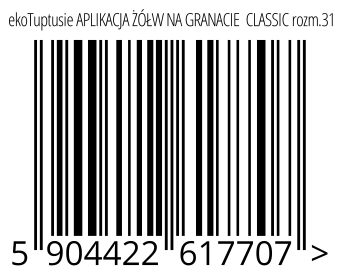 ekoTuptusie APLIKACJA ŻÓŁW NA GRANACIE  CLASSIC rozm.31
5 904422 617707 >